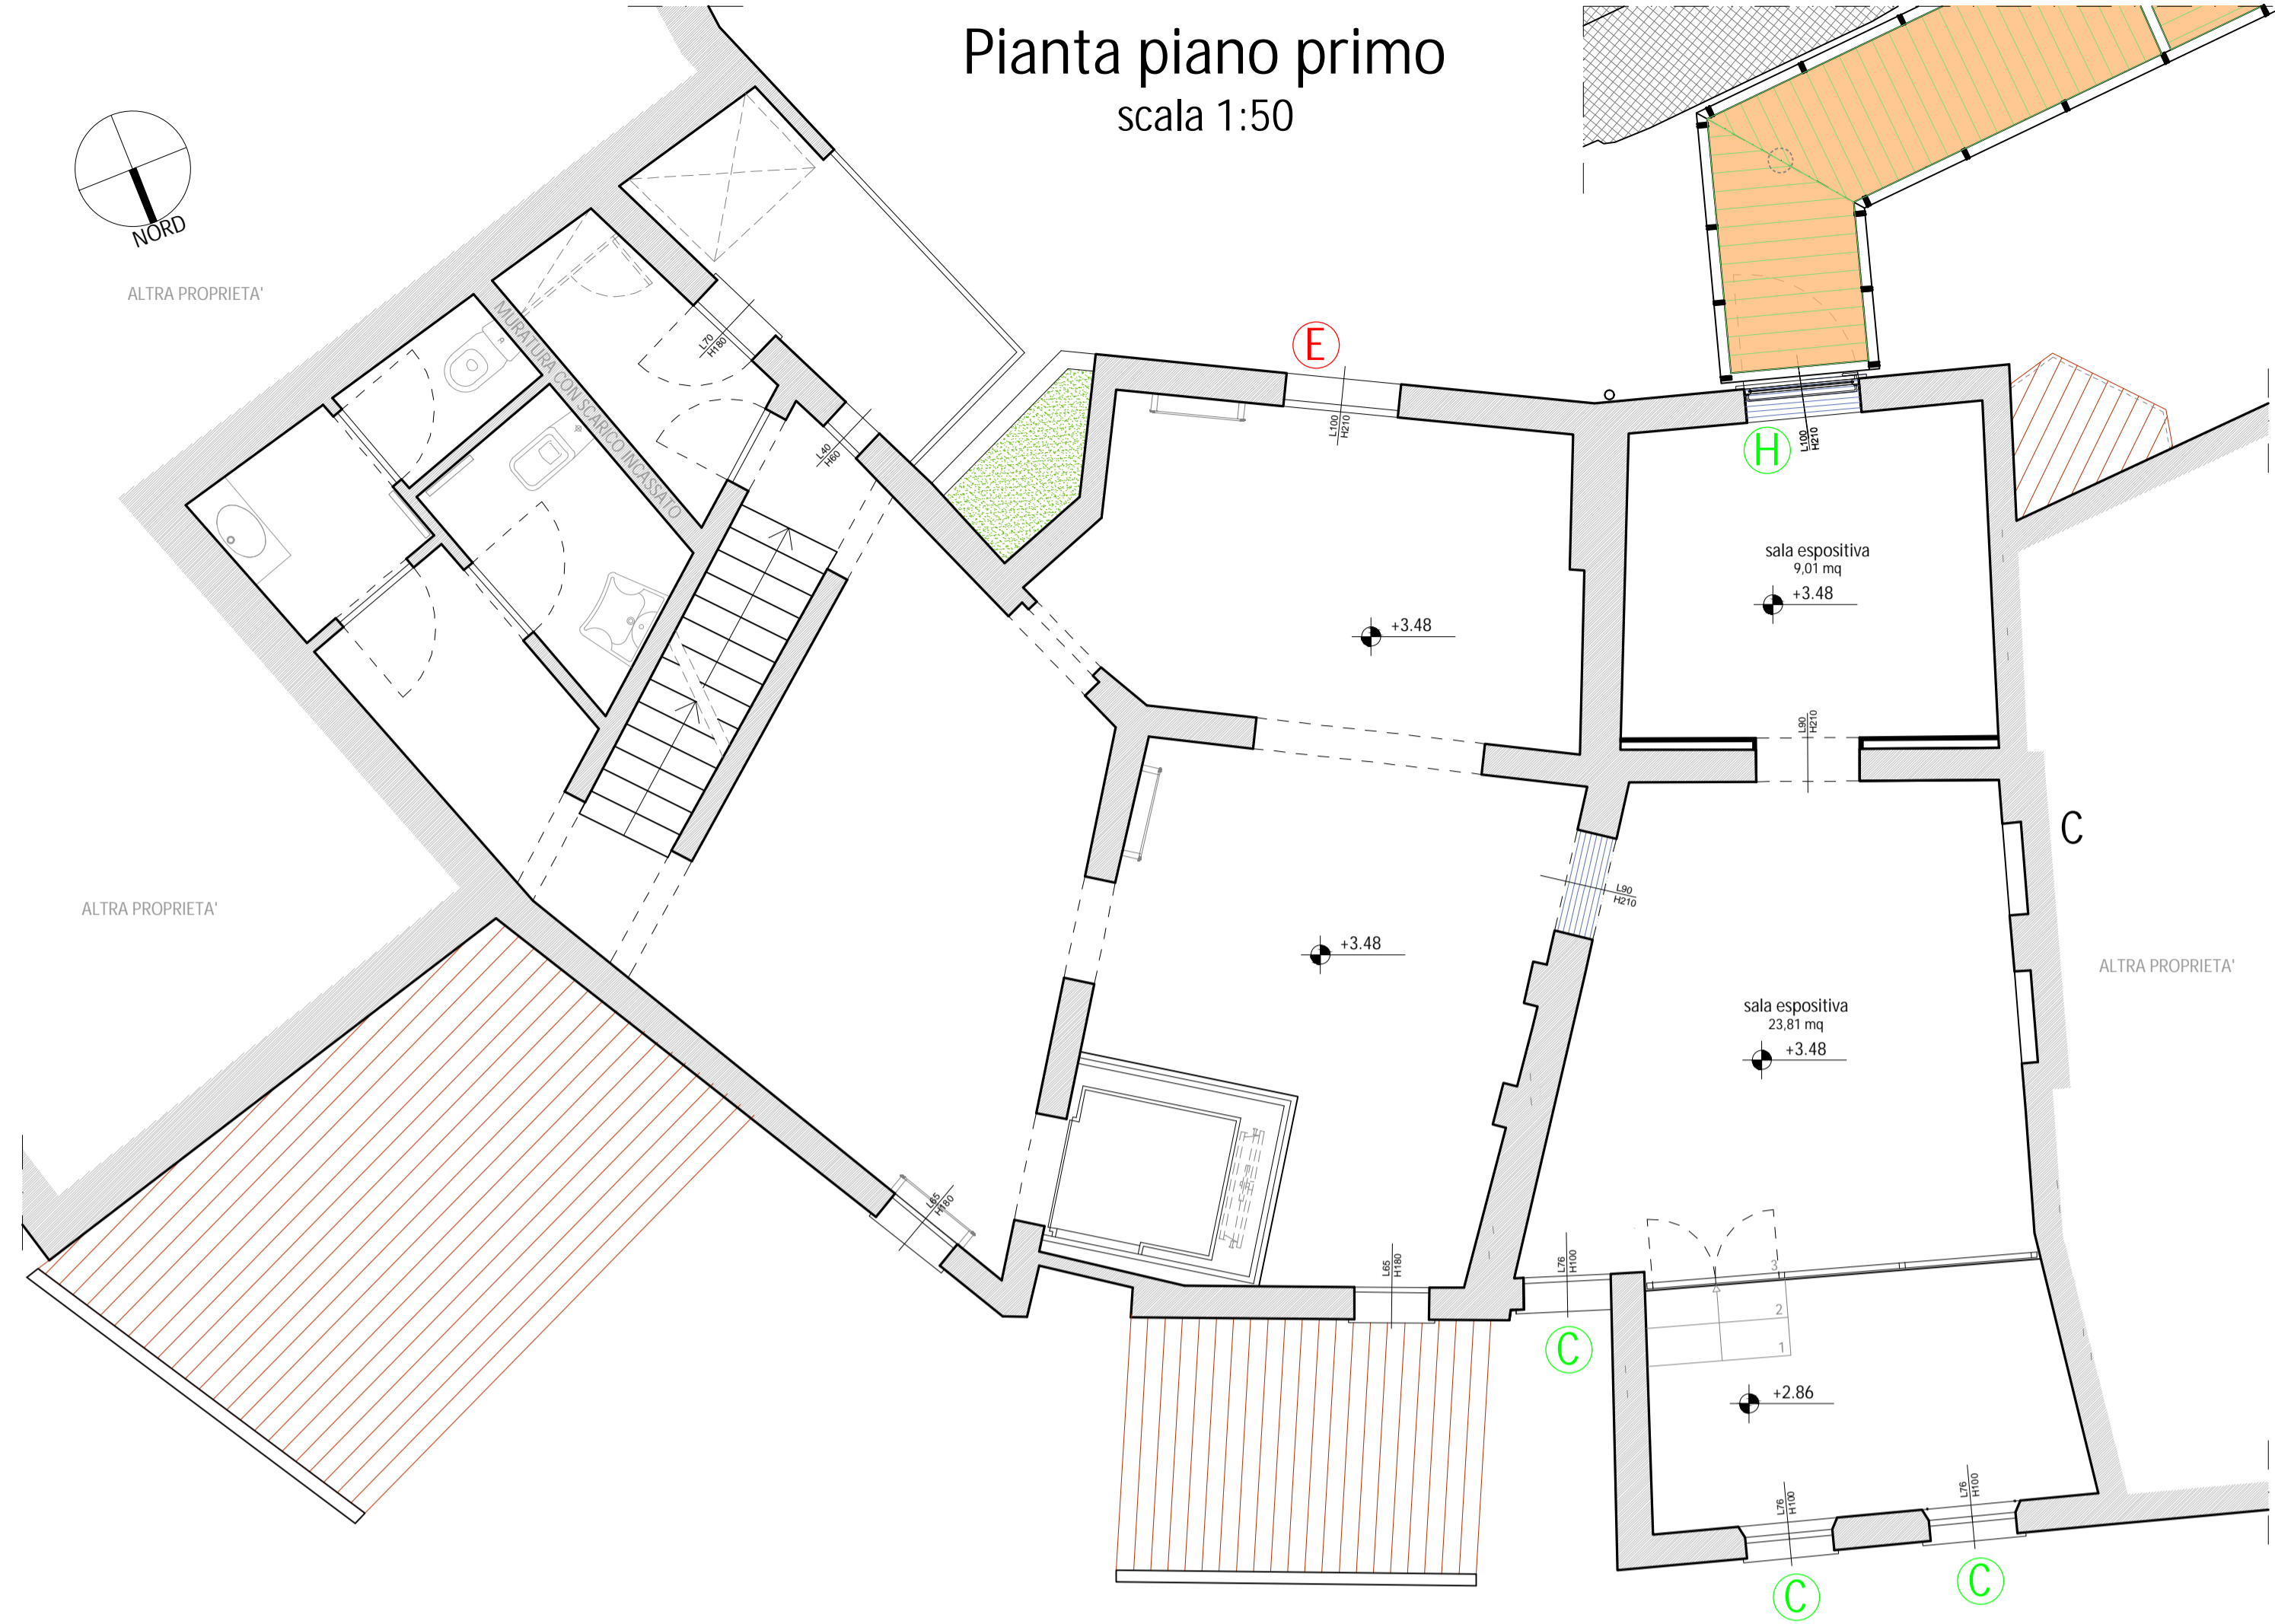 Pianta piano primo
scala 1:50
NORD
ALTRA PROPRIETA'
MURATURA CON SCARICO INCASSATO
L70
H180
L40
H60
E
L100
H210
H
L100
H210
sala espositiva
9,01 mq
+3.48
+3.48
L90
H210
C
L90
H210
ALTRA PROPRIETA'
+3.48
ALTRA PROPRIETA'
sala espositiva
23,81 mq
+3.48
L65
H180
L65
H180
L76
H100
C
3
2
1
+2.86
L76
H100
L76
H100
C
C